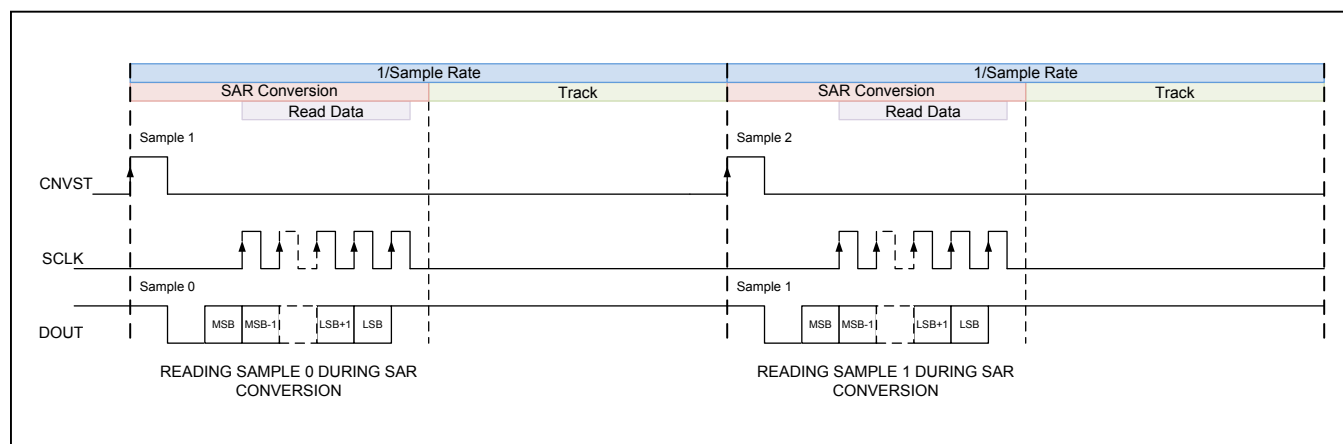 1/Sample Rate 1/Sample Rate
SAR Conversion Track SAR Conversion Track
Read Data Read Data
Sample 1 Sample 2
CNVST
SCLK
Sample 0 Sample 1
DOUT MSB MSB-1 LSB+1 LSB MSB MSB-1 LSB+1 LSB
READING SAMPLE 0 DURING SAR READING SAMPLE 1 DURING SAR
CONVERSION CONVERSION